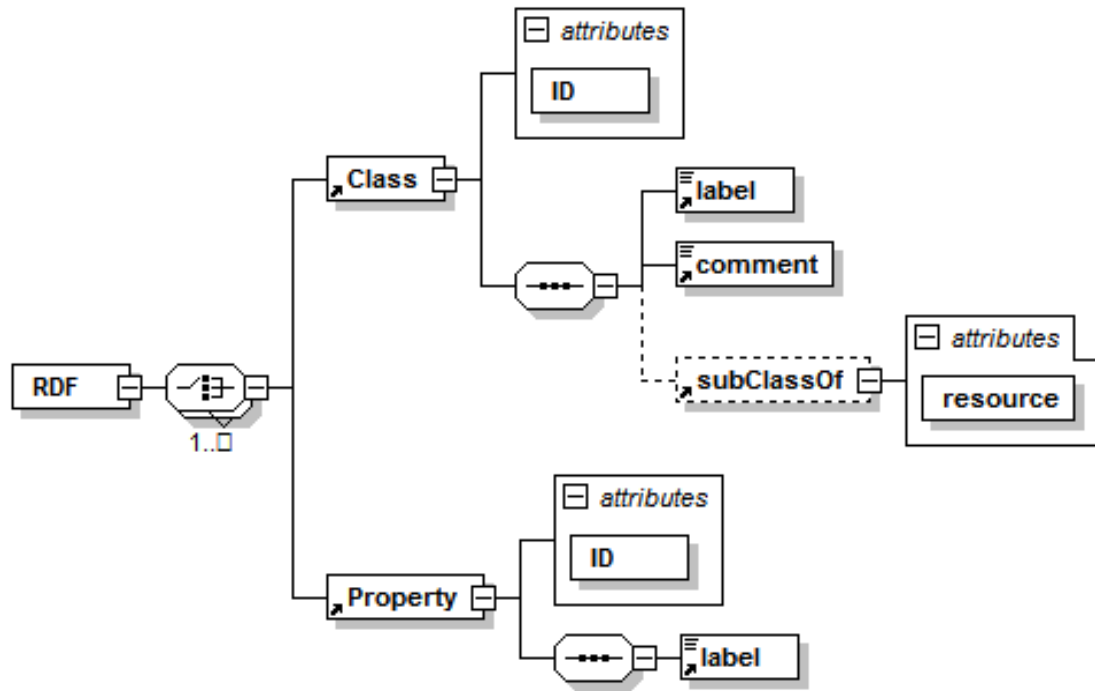 attributes
ID
Class
label
comment
attributes
RDF
subClassOf
resource
1..□
attributes
ID
Property
label